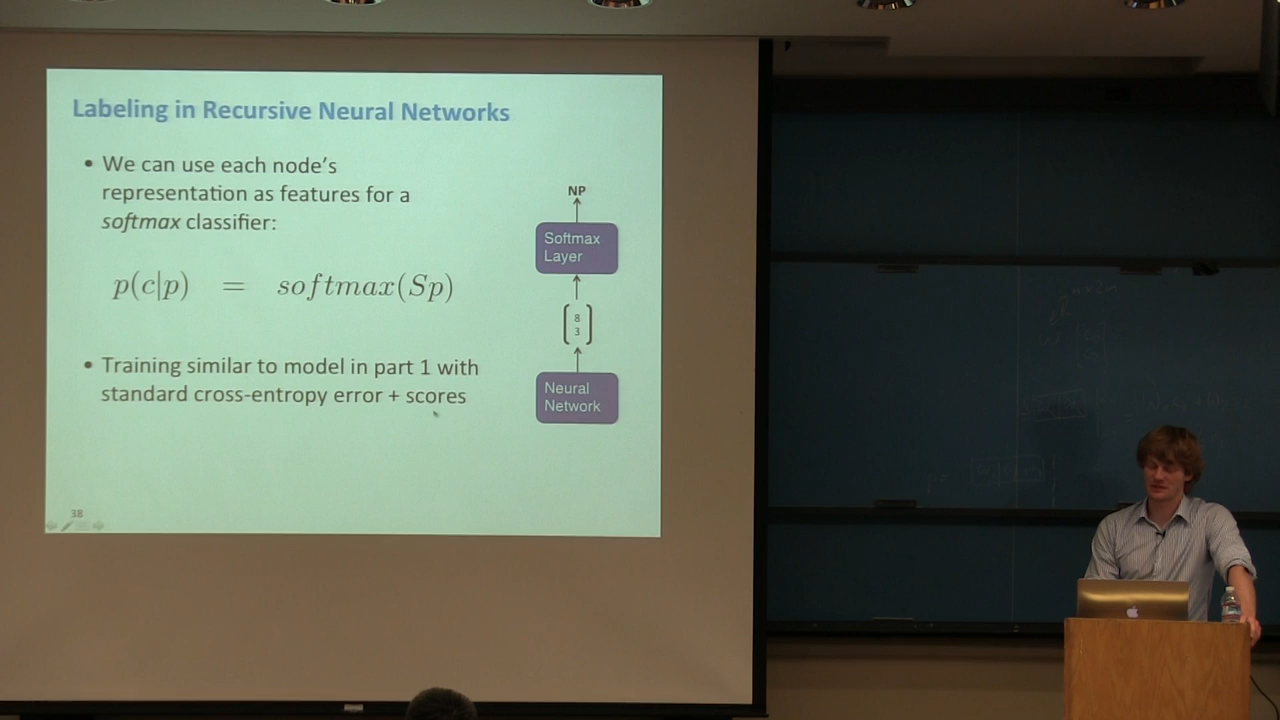 Labeling in Recursive Neural Networks
• We can use each node's
representation as features for a
softmax classifier:
p(c|p) = softmax(Sp)
• Training similar to model in part 1 with
standard cross-entropy error + scores
NP
Softmax
Layer
8
3
Neural
Network
38